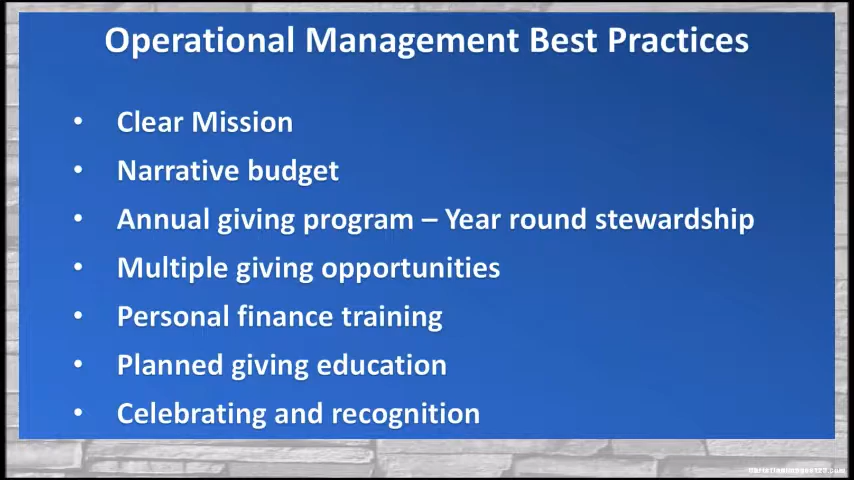 Operational Management Best Practices
• Clear Mission
• Narrative budget
• Annual giving program – Year round stewardship
• Multiple giving opportunities
• Personal finance training
• Planned giving education
• Celebrating and recognition